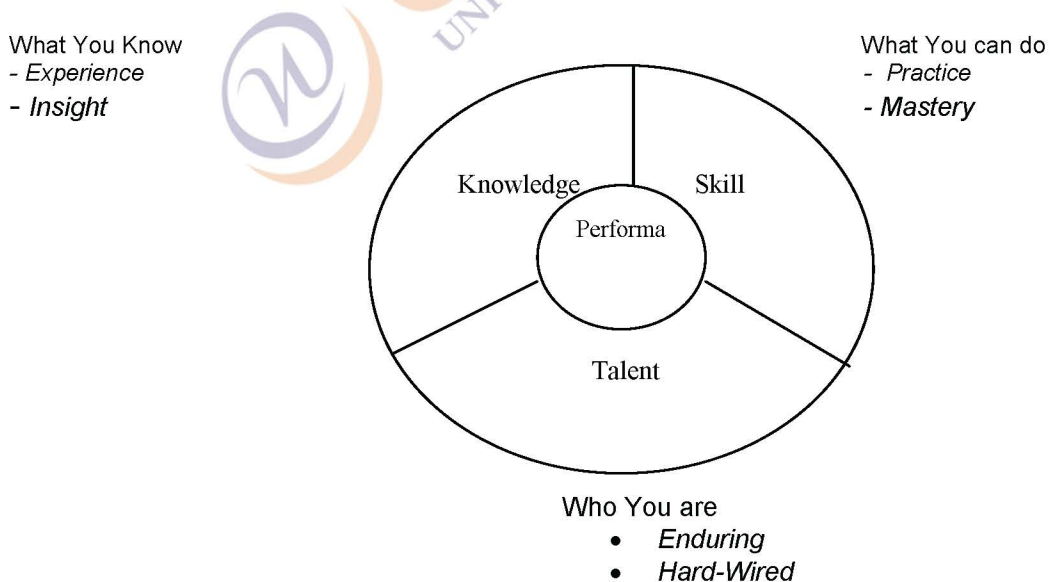 What You Know
- Experience
- Insight
What You can do
- Practice
- Mastery
Knowledge
Skill
Performa
Talent
Who You are
• Enduring
• Hard-Wired